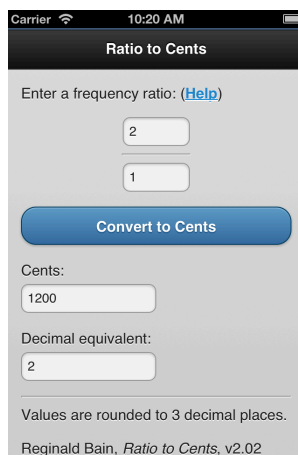 Carrier 10:20 AM
Ratio to Cents
Enter a frequency ratio: (Help)
2
1
Convert to Cents
Cents:
1200
Decimal equivalent:
2
Values are rounded to 3 decimal places.
Reginald Bain, Ratio to Cents, v2.02